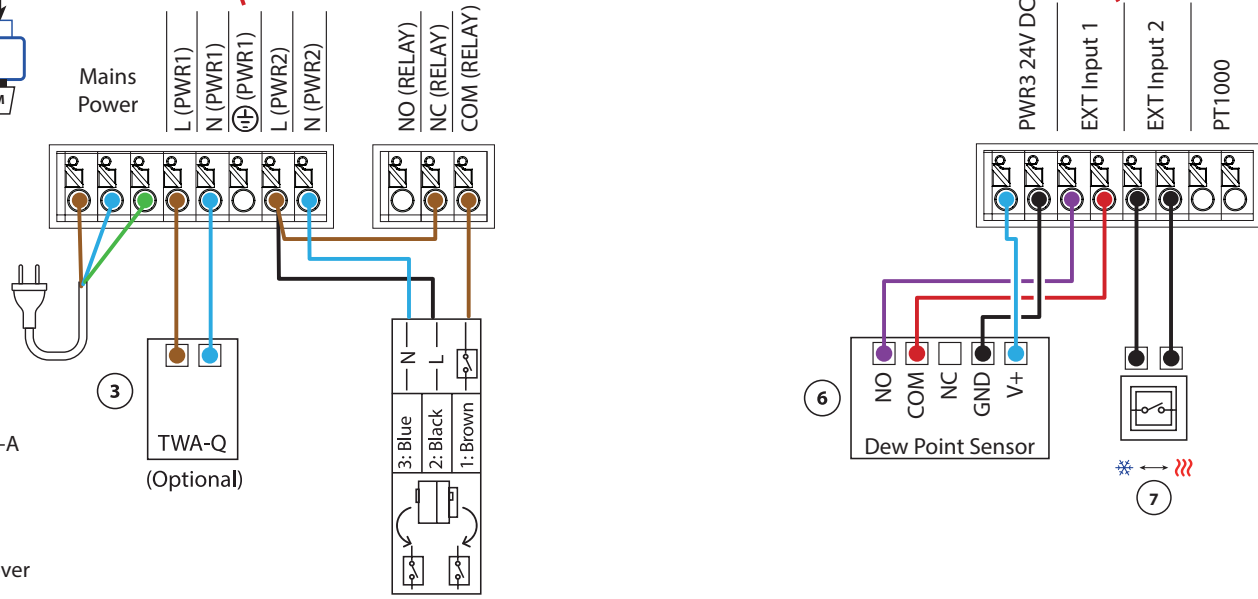 M
Mains
Power
L (PWR1)
N (PWR1)
(PWR1)
L (PWR2)
N (PWR2)
NO (RELAY)
NC (RELAY)
COM (RELAY)
PWR3 24V DC
EXT Input 1
EXT Input 2
PT1000
3
TWA-Q
(Optional)
-A
ver
N
L
3: Blue
2: Black
1: Brown
6
NO
COM
NC
GND
V+
Dew Point Sensor
7